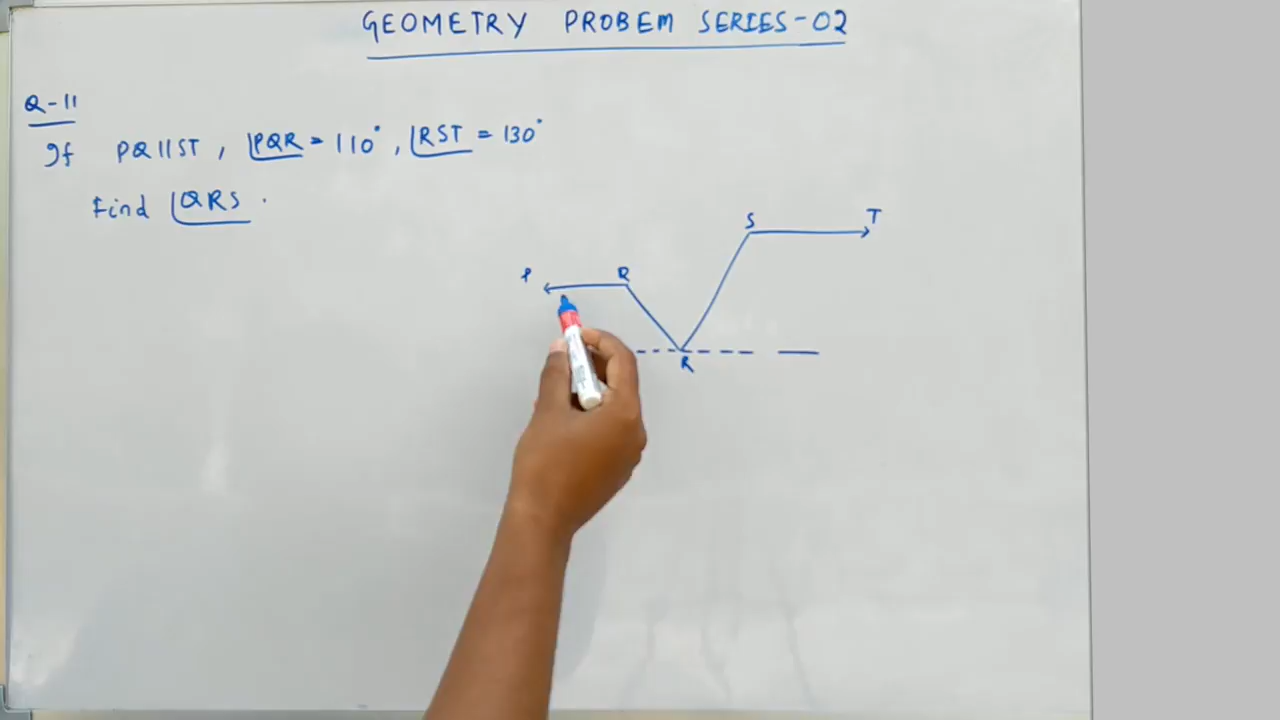 GEOMETRY PROBEM SERIES-02
Q-11
If PQ||ST, ∠PQR = 110°, ∠RST = 130°
Find ∠QRS .
S T
P Q
R